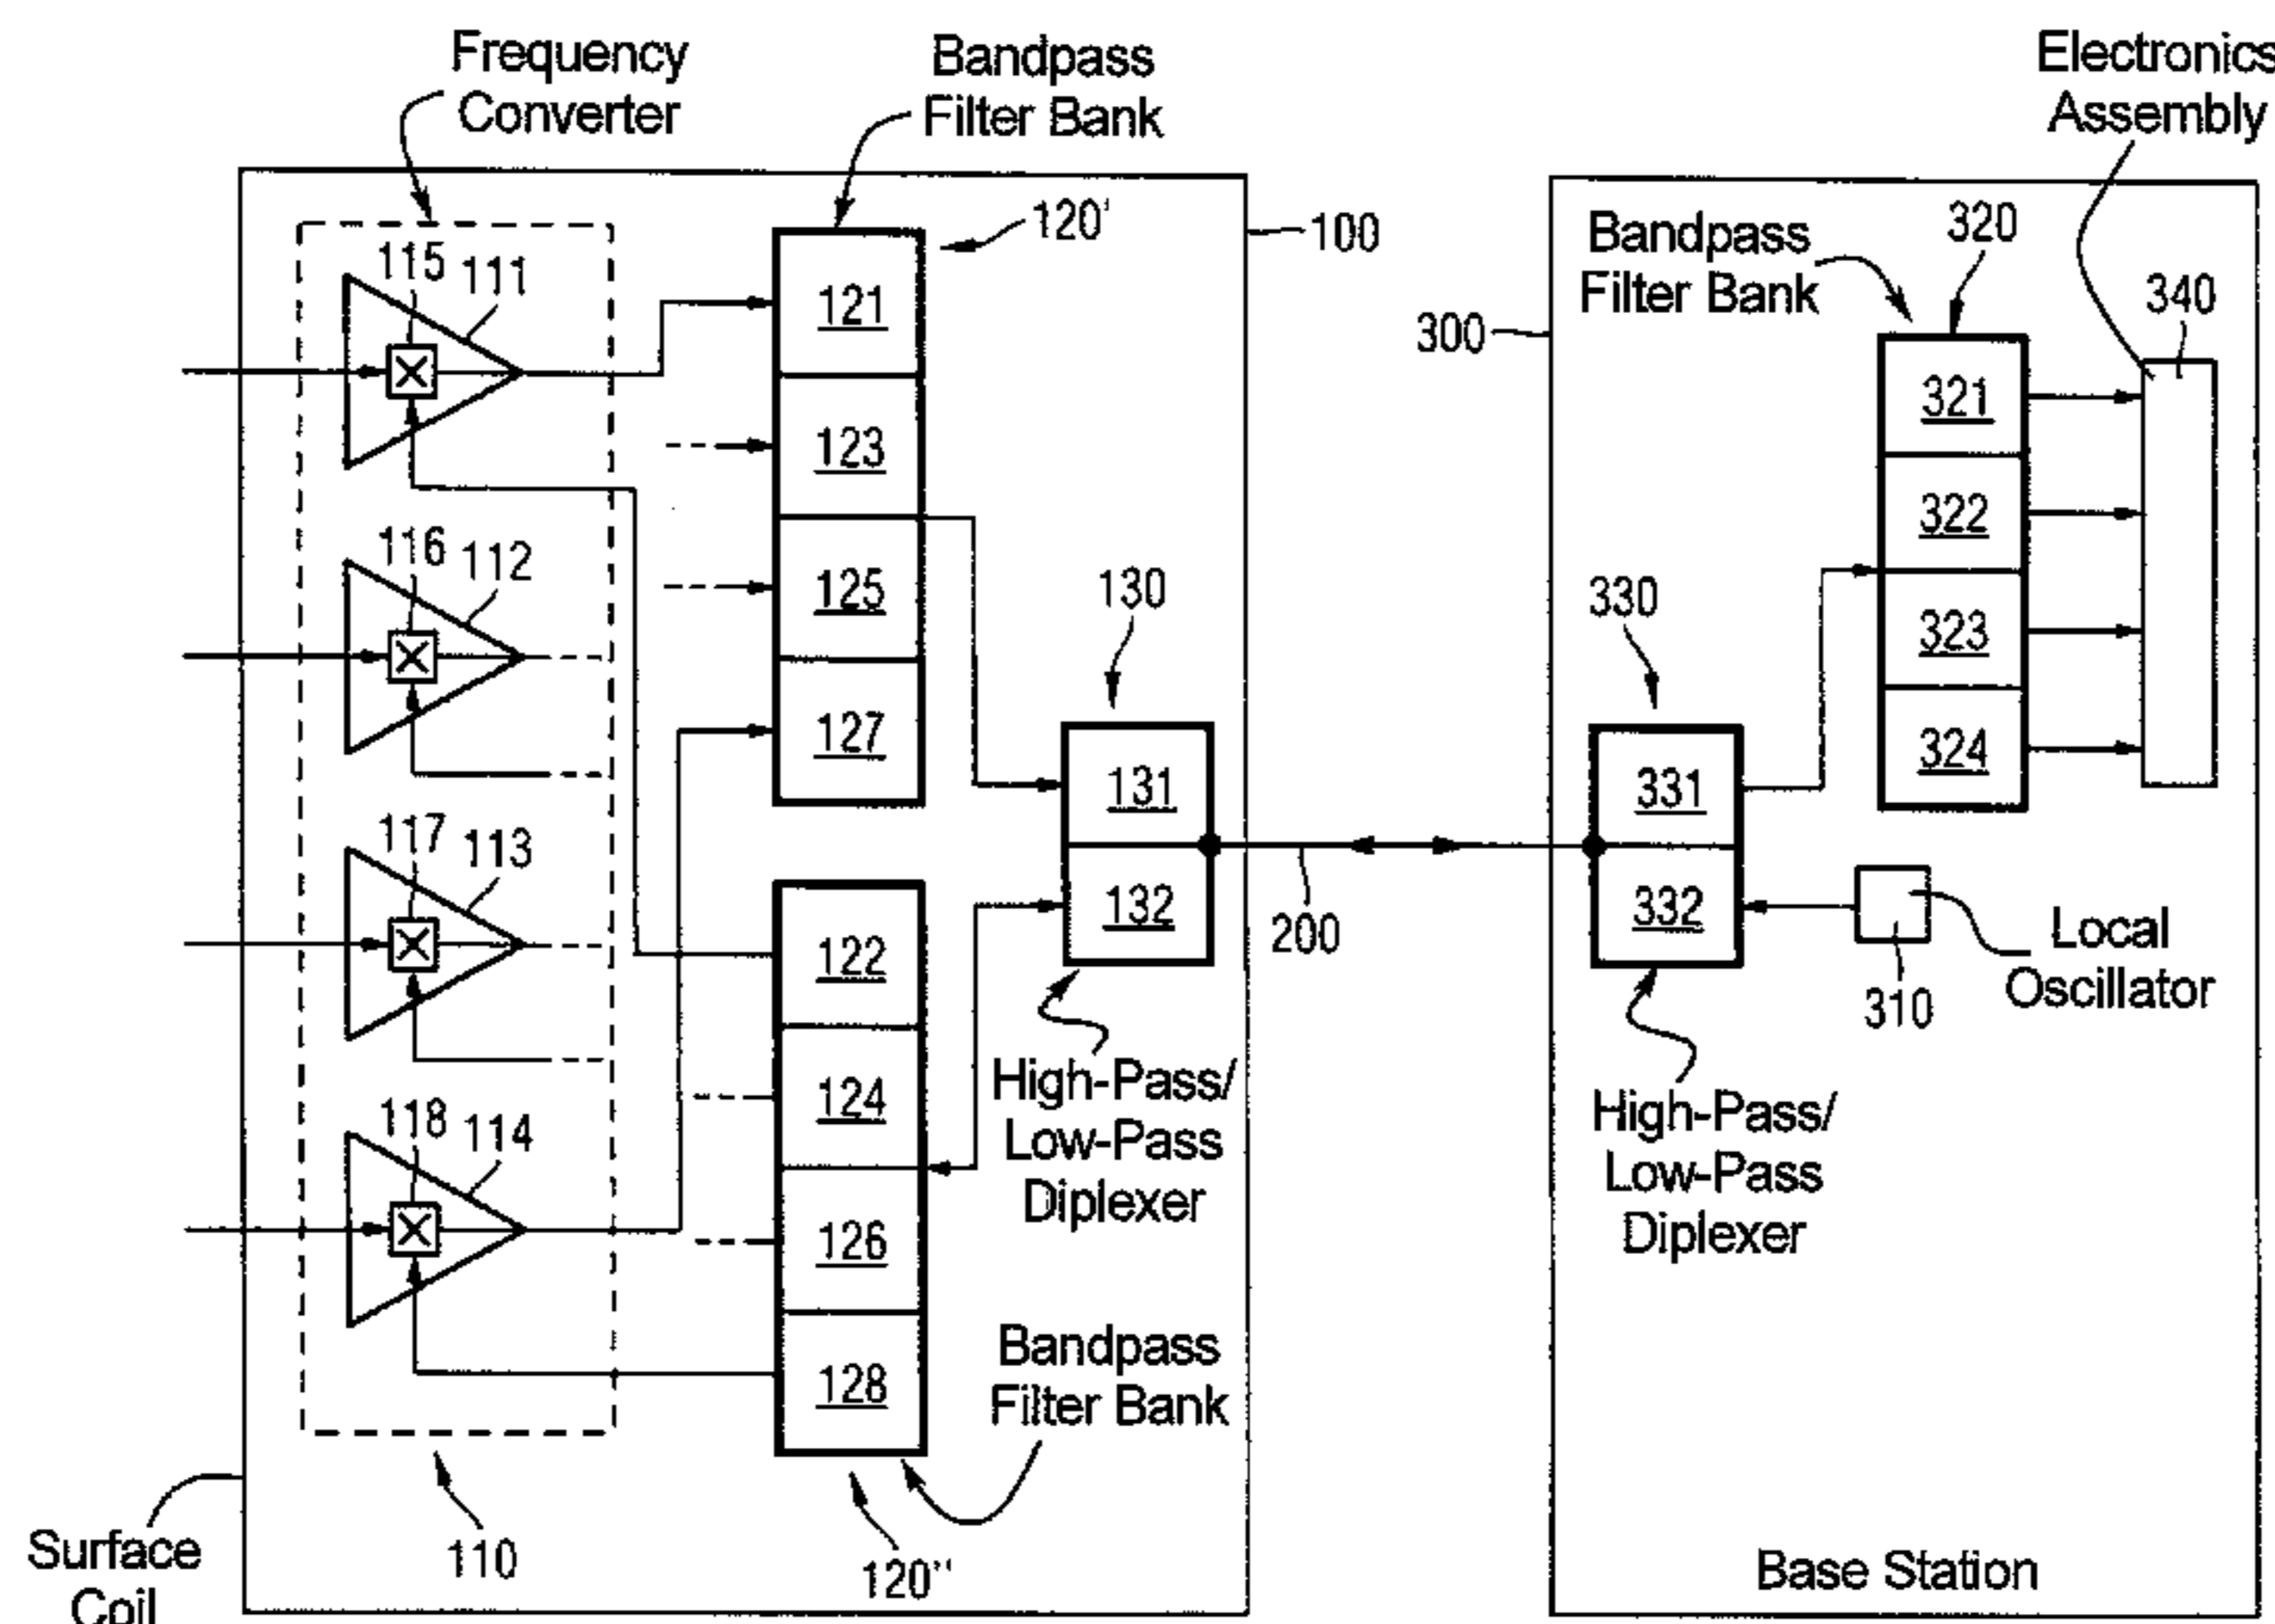 Frequency
Converter
Bandpass
Filter Bank
Electronics
Assembly
115
111
120'
100
Bandpass
Filter Bank
320
340
300
121
321
123
322
116
112
125
130
330
323
127
324
131
331
117
113
132
200
332
122
310
Local
Oscillator
124
High-Pass/
Low-Pass
Diplexer
High-Pass/
Low-Pass
Diplexer
118
114
126
128
Bandpass
Filter Bank
Surface
Coil
110
120"
Base Station